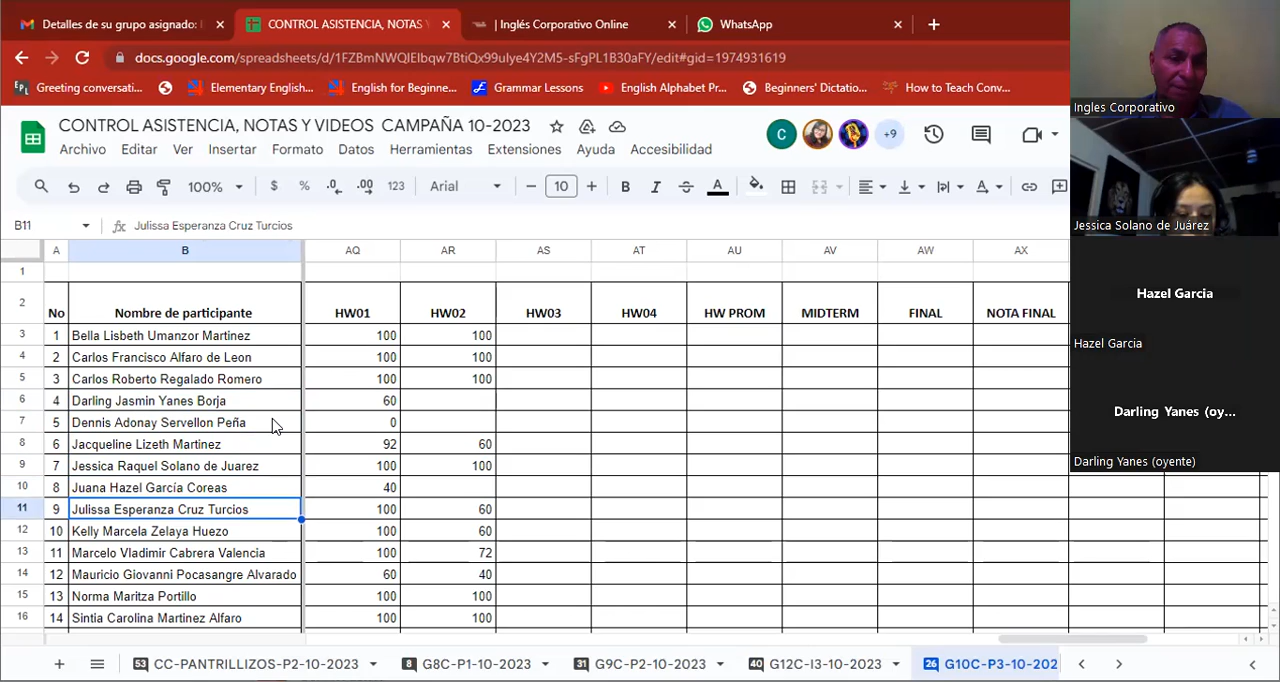 Detalles de su grupo asignado:
CONTROL ASISTENCIA, NOTAS Y
| Inglés Corporativo Online
WhatsApp
docs.google.com/spreadsheets/d/1FZBmNWQIElbqw7BtiQx99ulye4Y2M5-sFgPL1B30aFY/edit#gid=1974931619
Greeting conversati...
Elementary English...
English for Beginne...
Grammar Lessons
English Alphabet Pr...
Beginners' Dictatio...
How to Teach Conv...
CONTROL ASISTENCIA, NOTAS Y VIDEOS CAMPAÑA 10-2023
C
+9
Archivo Editar Ver Insertar Formato Datos Herramientas Extensiones Ayuda Accesibilidad
100% $ % .0 .00 123 Arial 10 B I S A
B11 fx Julissa Esperanza Cruz Turcios
A B AQ AR AS AT AU AV AW AX
1
2 No Nombre de participante HW01 HW02 HW03 HW04 HW PROM MIDTERM FINAL NOTA FINAL
3 1 Bella Lisbeth Umanzor Martinez 100 100
4 2 Carlos Francisco Alfaro de Leon 100 100
5 3 Carlos Roberto Regalado Romero 100 100
6 4 Darling Jasmin Yanes Borja 60
7 5 Dennis Adonay Servellon Peña 0
8 6 Jacqueline Lizeth Martinez 92 60
9 7 Jessica Raquel Solano de Juarez 100 100
10 8 Juana Hazel García Coreas 40
11 9 Julissa Esperanza Cruz Turcios 100 60
12 10 Kelly Marcela Zelaya Huezo 100 60
13 11 Marcelo Vladimir Cabrera Valencia 100 72
14 12 Mauricio Giovanni Pocasangre Alvarado 60 40
15 13 Norma Maritza Portillo 100 100
16 14 Sintia Carolina Martinez Alfaro 100 100
53 CC-PANTRILLIZOS-P2-10-2023
8 G8C-P1-10-2023
31 G9C-P2-10-2023
40 G12C-I3-10-2023
26 G10C-P3-10-202
Ingles Corporativo
Jessica Solano de Juárez
Hazel Garcia
Hazel Garcia
Darling Yanes (oy...
Darling Yanes (oyente)